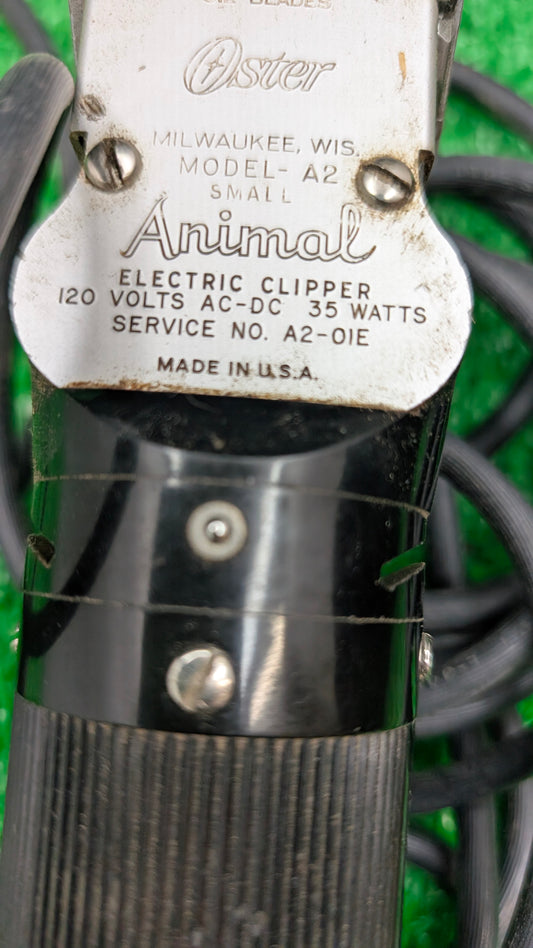 BLADES
Oster
MILWAUKEE, WIS.
MODEL- A2
SMALL
Animal
ELECTRIC CLIPPER
120 VOLTS AC-DC 35 WATTS
SERVICE NO. A2-01E
MADE IN U.S.A.